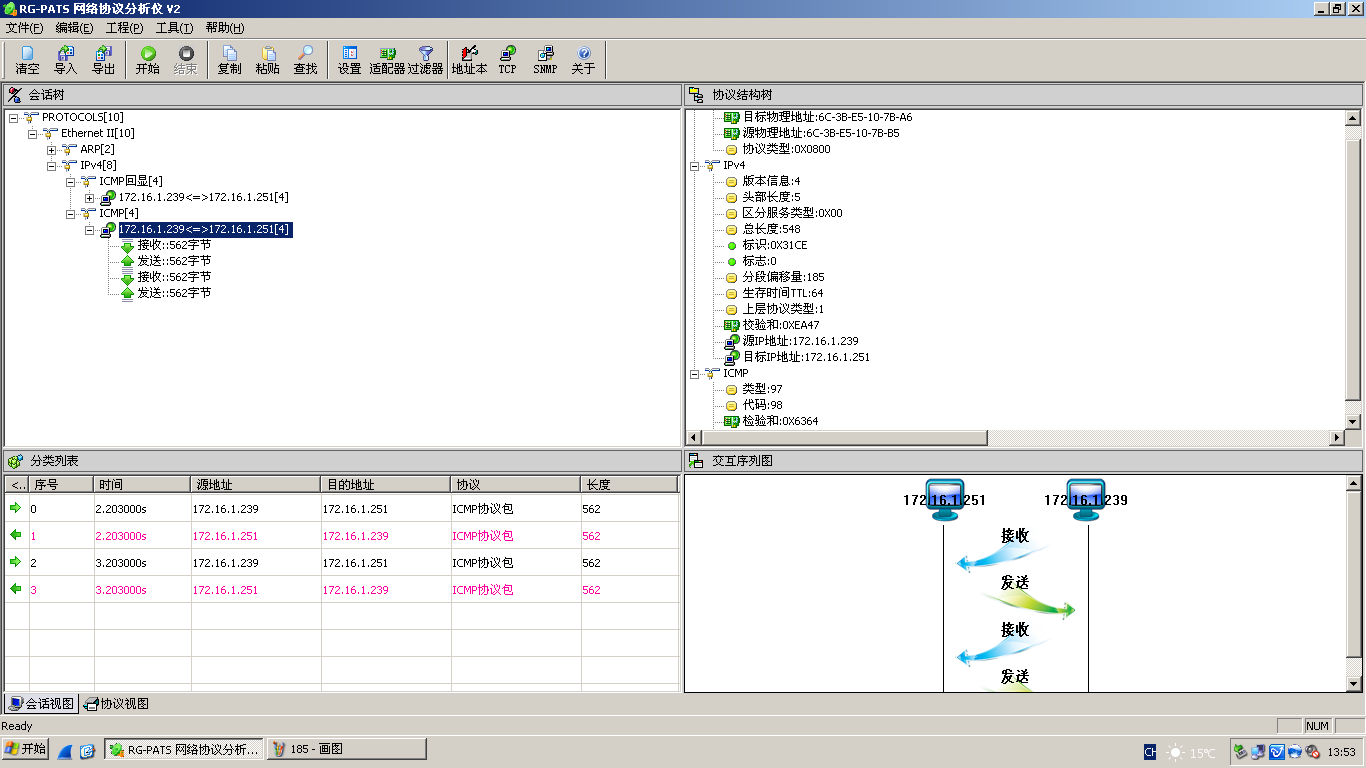 RG-PATS 网络协议分析仪 V2
文件(F) 编辑(E) 工程(P) 工具(T) 帮助(H)
清空 导入 导出 开始 结束 复制 粘贴 查找 设置 适配器 过滤器 地址本 TCP SNMP 关于
会话树
PROTOCOLS[10]
Ethernet II[10]
ARP[2]
IPv4[8]
ICMP回显[4]
172.16.1.239<=>172.16.1.251[4]
ICMP[4]
172.16.1.239<=>172.16.1.251[4]
接收::562字节
发送::562字节
接收::562字节
发送::562字节
协议结构树
目标物理地址:6C-3B-E5-10-7B-A6
源物理地址:6C-3B-E5-10-7B-B5
协议类型:0X0800
IPv4
版本信息:4
头部长度:5
区分服务类型:0X00
总长度:548
标识:0X31CE
标志:0
分段偏移量:185
生存时间TTL:64
上层协议类型:1
校验和:0XEA47
源IP地址:172.16.1.239
目标IP地址:172.16.1.251
ICMP
类型:97
代码:98
检验和:0X6364
分类列表
<.. 序号 时间 源地址 目的地址 协议 长度
0 2.203000s 172.16.1.239 172.16.1.251 ICMP协议包 562
1 2.203000s 172.16.1.251 172.16.1.239 ICMP协议包 562
2 3.203000s 172.16.1.239 172.16.1.251 ICMP协议包 562
3 3.203000s 172.16.1.251 172.16.1.239 ICMP协议包 562
交互序列图
172.16.1.251 172.16.1.239
接收
发送
接收
发送
会话视图 协议视图
Ready NUM
开始 RG-PATS 网络协议分析... 185 - 画图 CH 15℃ 13:53